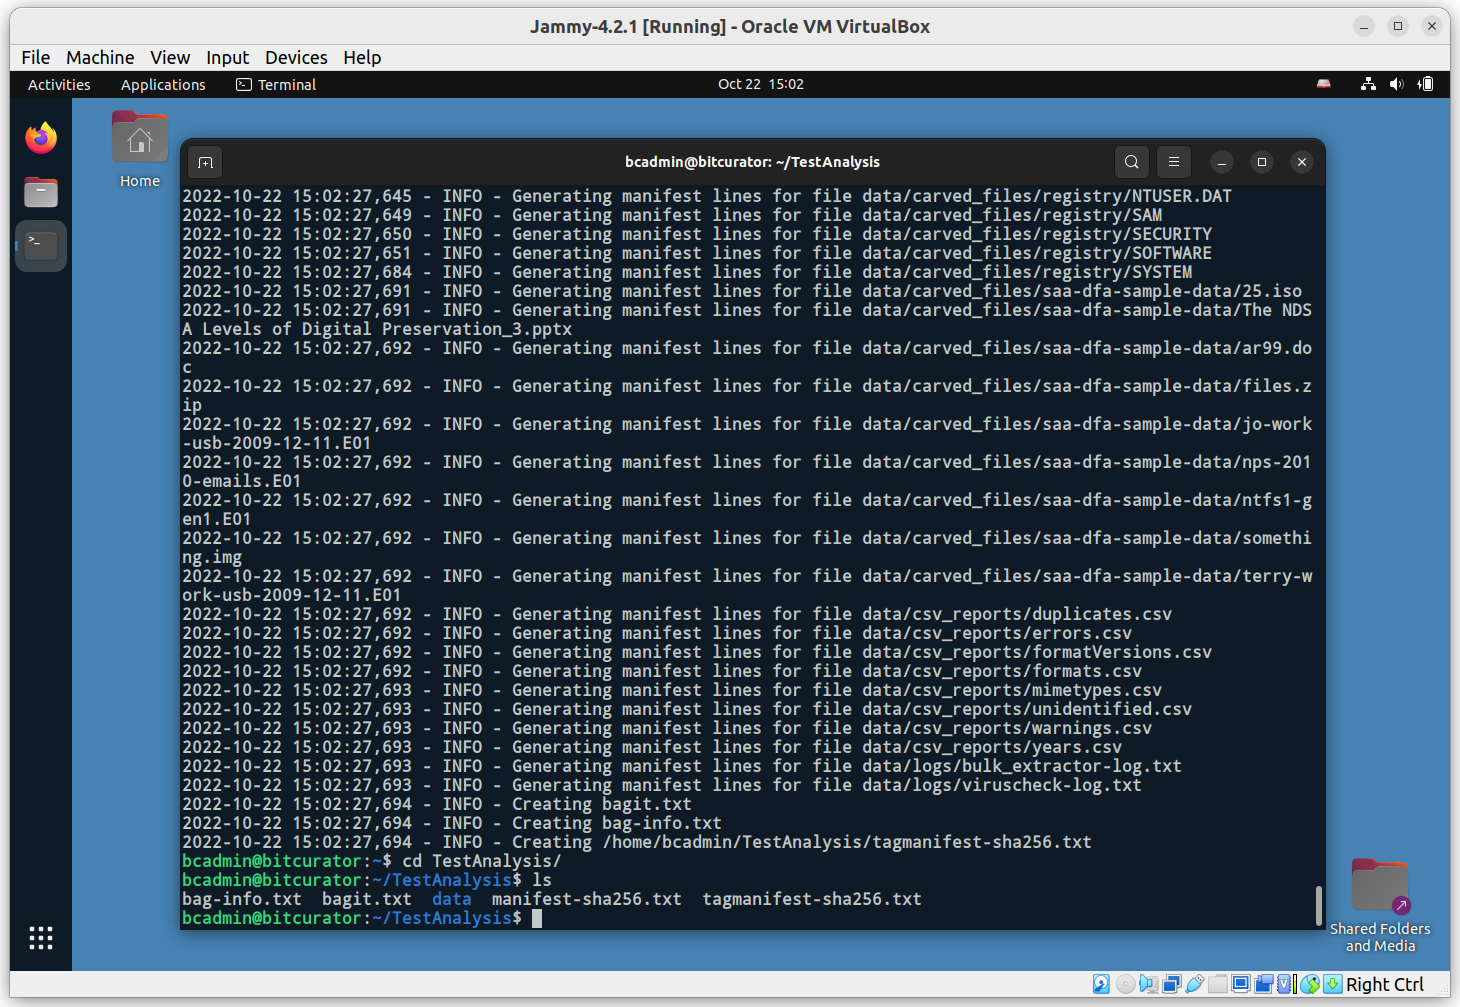 Jammy-4.2.1 [Running] - Oracle VM VirtualBox
File Machine View Input Devices Help
Activities Applications Terminal Oct 22 15:02
Home
bcadmin@bitcurator: ~/TestAnalysis
2022-10-22 15:02:27,645 - INFO - Generating manifest lines for file data/carved_files/registry/NTUSER.DAT
2022-10-22 15:02:27,649 - INFO - Generating manifest lines for file data/carved_files/registry/SAM
2022-10-22 15:02:27,650 - INFO - Generating manifest lines for file data/carved_files/registry/SECURITY
2022-10-22 15:02:27,651 - INFO - Generating manifest lines for file data/carved_files/registry/SOFTWARE
2022-10-22 15:02:27,684 - INFO - Generating manifest lines for file data/carved_files/registry/SYSTEM
2022-10-22 15:02:27,691 - INFO - Generating manifest lines for file data/carved_files/saa-dfa-sample-data/25.iso
2022-10-22 15:02:27,691 - INFO - Generating manifest lines for file data/carved_files/saa-dfa-sample-data/The NDS
A Levels of Digital Preservation_3.pptx
2022-10-22 15:02:27,692 - INFO - Generating manifest lines for file data/carved_files/saa-dfa-sample-data/ar99.do
c
2022-10-22 15:02:27,692 - INFO - Generating manifest lines for file data/carved_files/saa-dfa-sample-data/files.z
ip
2022-10-22 15:02:27,692 - INFO - Generating manifest lines for file data/carved_files/saa-dfa-sample-data/jo-work
-usb-2009-12-11.E01
2022-10-22 15:02:27,692 - INFO - Generating manifest lines for file data/carved_files/saa-dfa-sample-data/nps-201
0-emails.E01
2022-10-22 15:02:27,692 - INFO - Generating manifest lines for file data/carved_files/saa-dfa-sample-data/ntfs1-g
en1.E01
2022-10-22 15:02:27,692 - INFO - Generating manifest lines for file data/carved_files/saa-dfa-sample-data/somethi
ng.img
2022-10-22 15:02:27,692 - INFO - Generating manifest lines for file data/carved_files/saa-dfa-sample-data/terry-w
ork-usb-2009-12-11.E01
2022-10-22 15:02:27,692 - INFO - Generating manifest lines for file data/csv_reports/duplicates.csv
2022-10-22 15:02:27,692 - INFO - Generating manifest lines for file data/csv_reports/errors.csv
2022-10-22 15:02:27,692 - INFO - Generating manifest lines for file data/csv_reports/formatVersions.csv
2022-10-22 15:02:27,692 - INFO - Generating manifest lines for file data/csv_reports/formats.csv
2022-10-22 15:02:27,693 - INFO - Generating manifest lines for file data/csv_reports/mimetypes.csv
2022-10-22 15:02:27,693 - INFO - Generating manifest lines for file data/csv_reports/unidentified.csv
2022-10-22 15:02:27,693 - INFO - Generating manifest lines for file data/csv_reports/warnings.csv
2022-10-22 15:02:27,693 - INFO - Generating manifest lines for file data/csv_reports/years.csv
2022-10-22 15:02:27,693 - INFO - Generating manifest lines for file data/logs/bulk_extractor-log.txt
2022-10-22 15:02:27,693 - INFO - Generating manifest lines for file data/logs/viruscheck-log.txt
2022-10-22 15:02:27,694 - INFO - Creating bagit.txt
2022-10-22 15:02:27,694 - INFO - Creating bag-info.txt
2022-10-22 15:02:27,694 - INFO - Creating /home/bcadmin/TestAnalysis/tagmanifest-sha256.txt
bcadmin@bitcurator:~$ cd TestAnalysis/
bcadmin@bitcurator:~/TestAnalysis$ ls
bag-info.txt bagit.txt data manifest-sha256.txt tagmanifest-sha256.txt
bcadmin@bitcurator:~/TestAnalysis$
Shared Folders
and Media
Right Ctrl